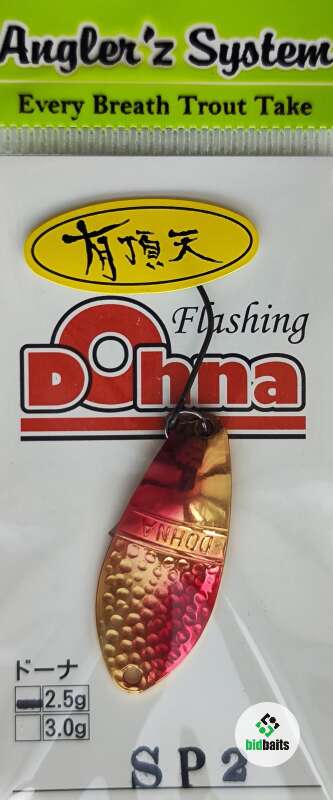 Angler'z System
Every Breath Trout Take
有頂天
Flashing
Dohna
DOHNA
ドーナ
2.5g
3.0g
bidbaits
SP2